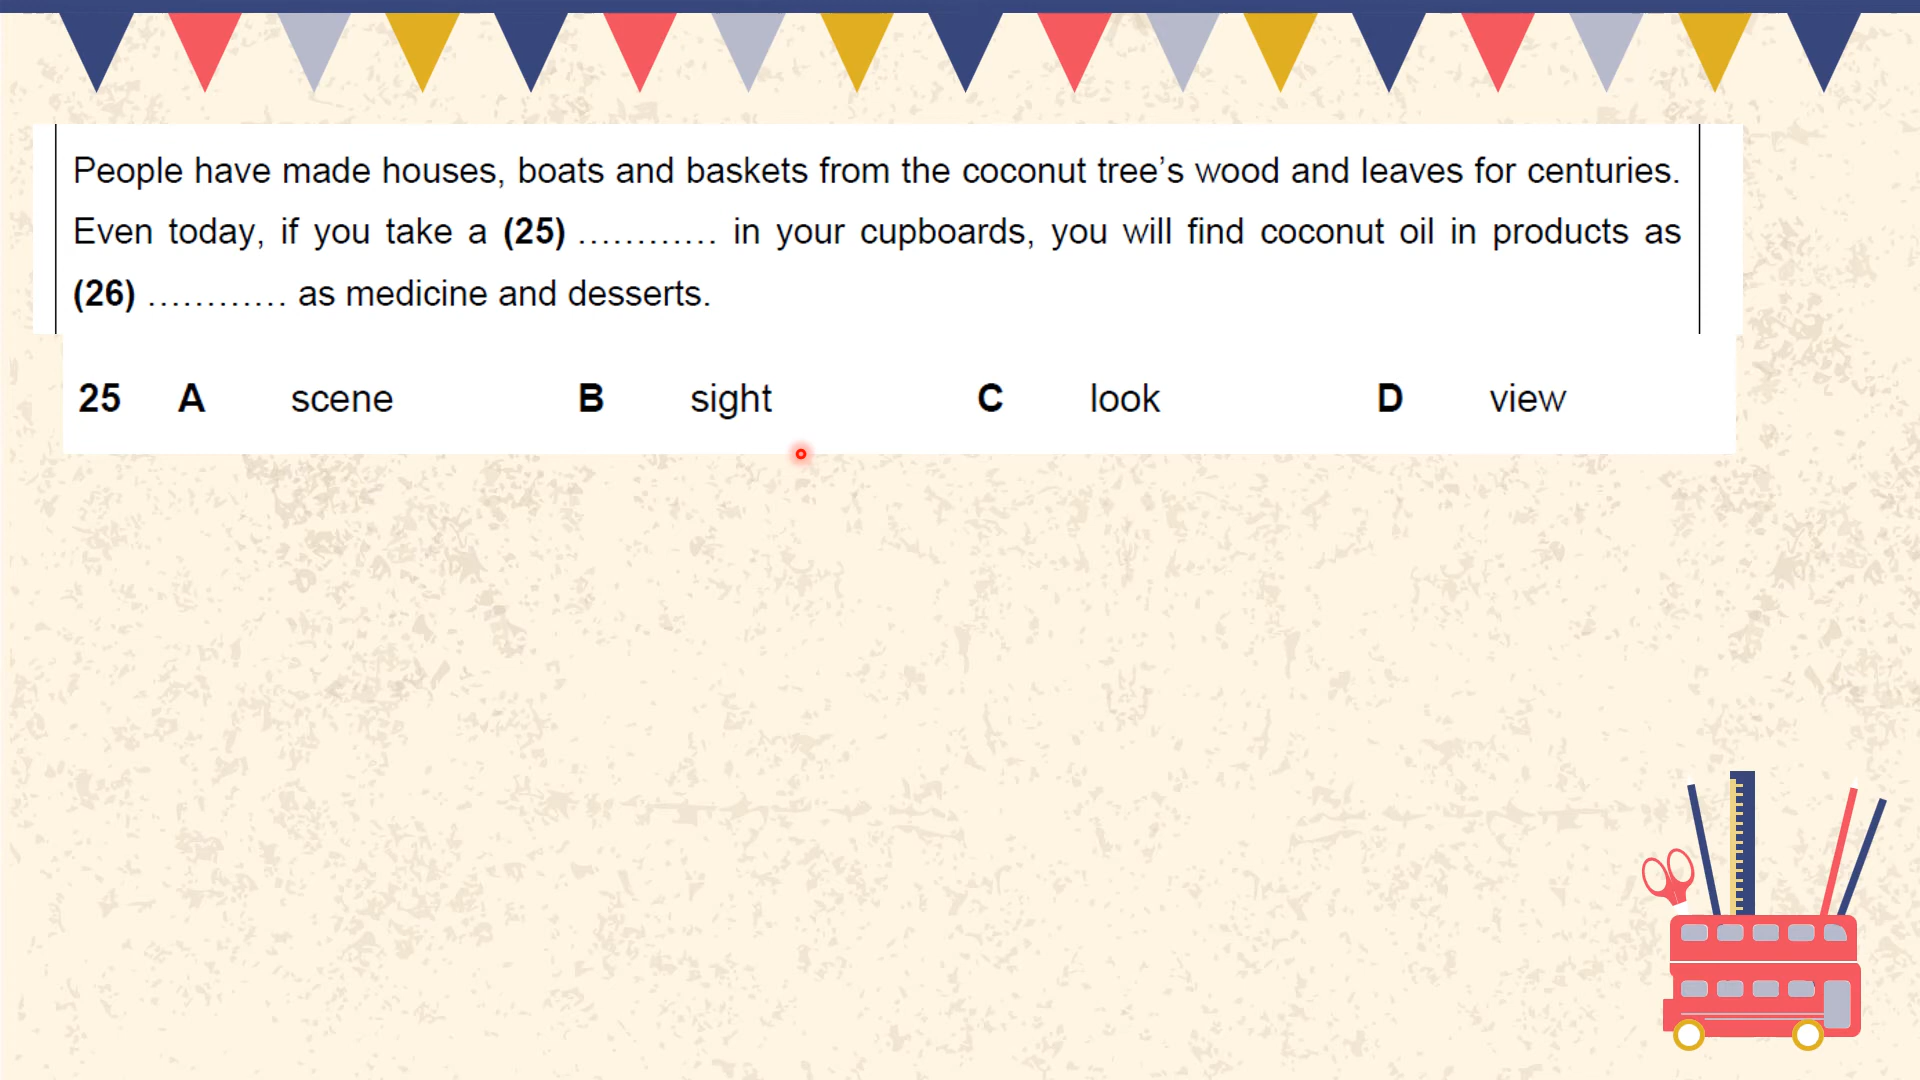 People have made houses, boats and baskets from the coconut tree’s wood and leaves for centuries.
Even today, if you take a (25) ………… in your cupboards, you will find coconut oil in products as
(26) ………… as medicine and desserts.
25 A scene B sight C look D view